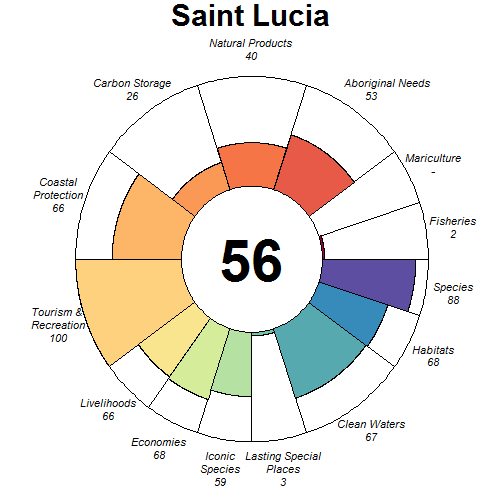 Saint Lucia
Natural Products
40
Carbon Storage
26
Aboriginal Needs
53
Mariculture
-
Coastal
Protection
66
Fisheries
2
56
Species
88
Tourism &
Recreation
100
Habitats
68
Livelihoods
66
Clean Waters
67
Economies
68
Iconic
Species
59
Lasting Special
Places
3